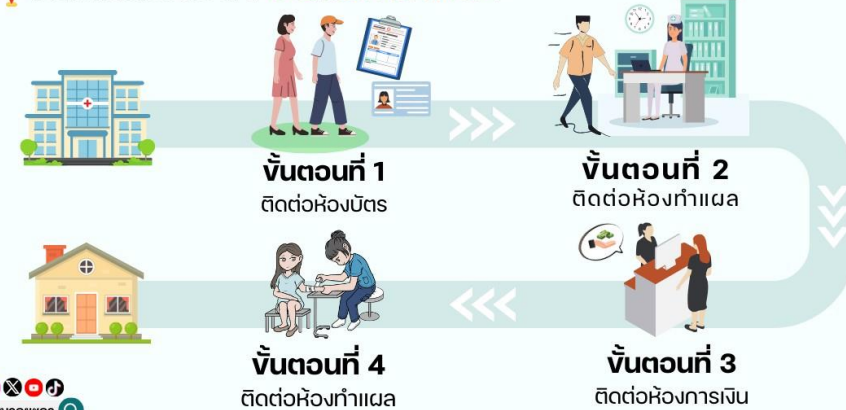 ขั้นตอนที่ 1
ติดต่อห้องบัตร
ขั้นตอนที่ 2
ติดต่อห้องทำแผล
ขั้นตอนที่ 3
ติดต่อห้องการเงิน
ขั้นตอนที่ 4
ติดต่อห้องทำแผล